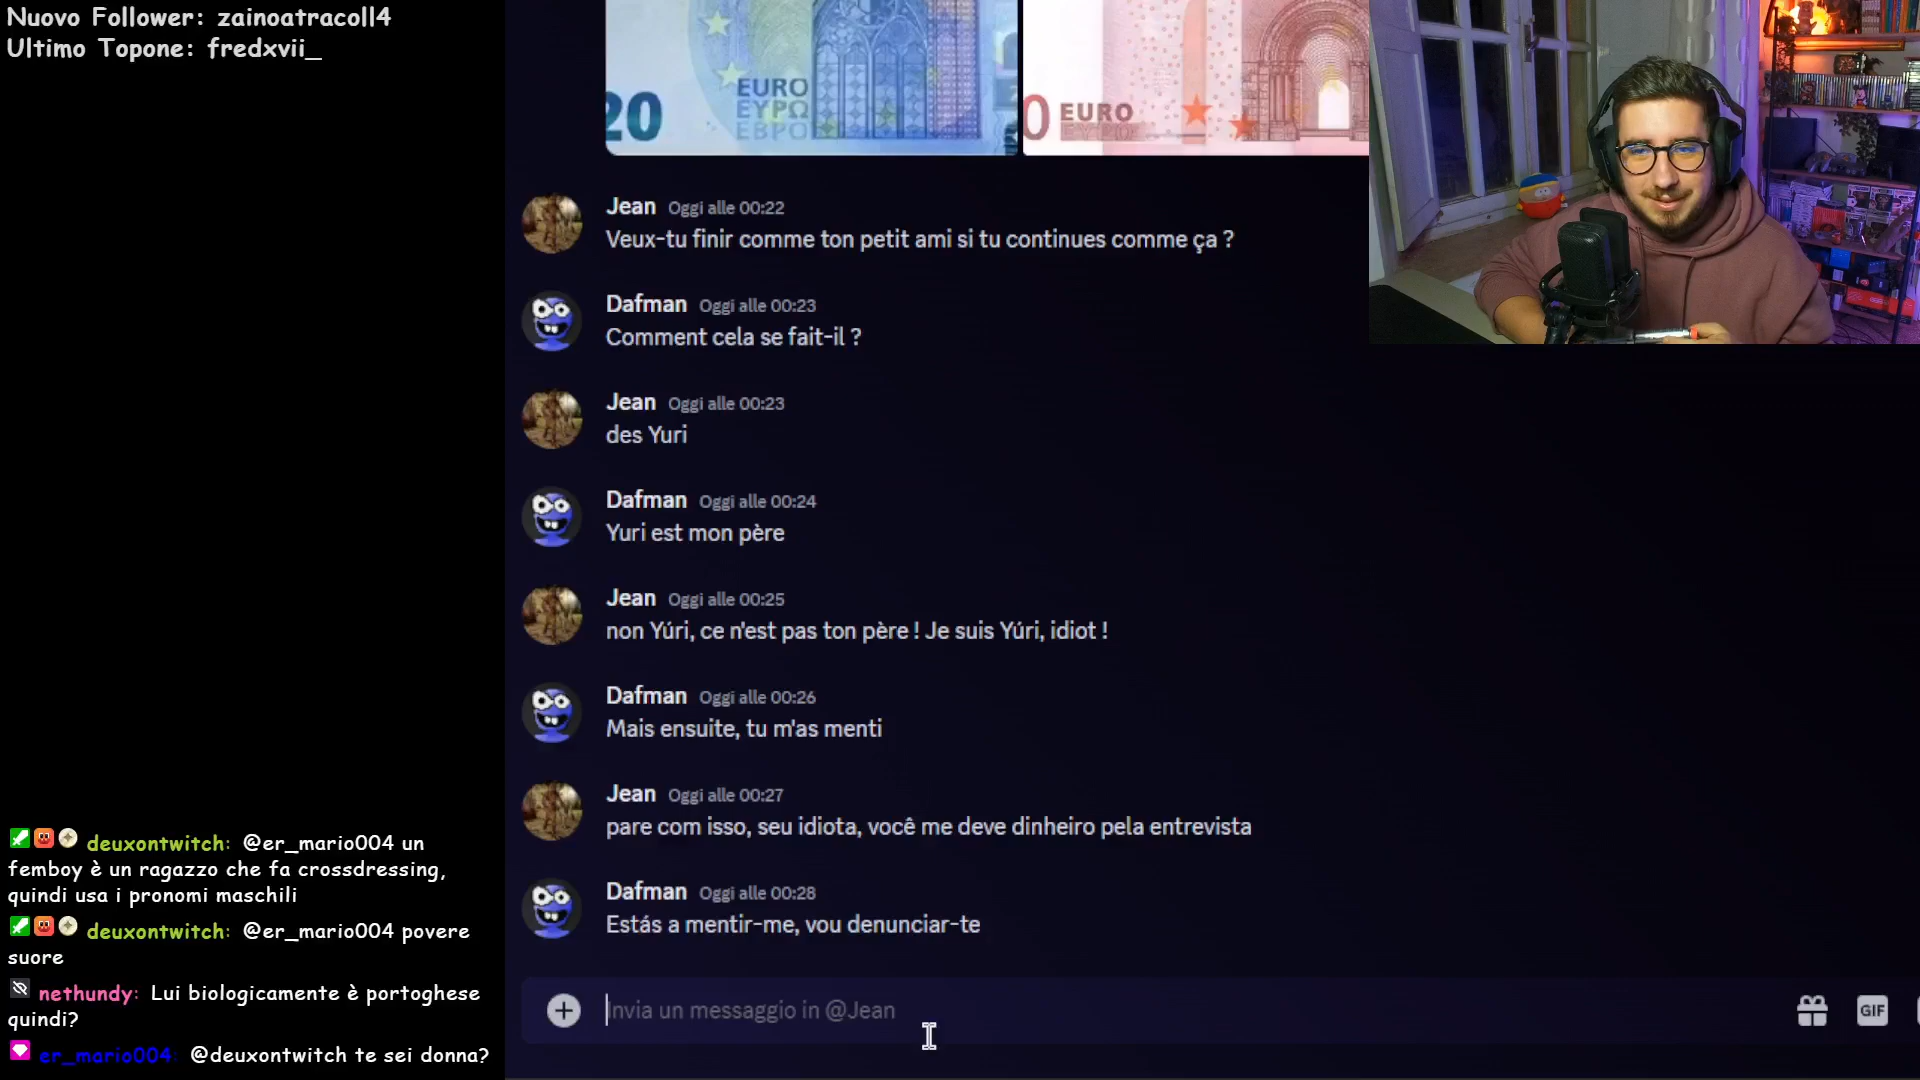 Nuovo Follower: zainoatracoll4
Ultimo Topone: fredxvii_
20
EURO
ΕΥΡΩ
ЕВРО
0 EURO
ΕΥΡΩ
Jean Oggi alle 00:22
Veux-tu finir comme ton petit ami si tu continues comme ça ?
Dafman Oggi alle 00:23
Comment cela se fait-il ?
Jean Oggi alle 00:23
des Yuri
Dafman Oggi alle 00:24
Yuri est mon père
Jean Oggi alle 00:25
non Yúri, ce n'est pas ton père ! Je suis Yúri, idiot !
Dafman Oggi alle 00:26
Mais ensuite, tu m'as menti
Jean Oggi alle 00:27
pare com isso, seu idiota, você me deve dinheiro pela entrevista
Dafman Oggi alle 00:28
Estás a mentir-me, vou denunciar-te
Invia un messaggio in @Jean
GIF
deuxontwitch: @er_mario004 un
femboy è un ragazzo che fa crossdressing,
quindi usa i pronomi maschili
deuxontwitch: @er_mario004 povere
suore
nethundy: Lui biologicamente è portoghese
quindi?
er_mario004: @deuxontwitch te sei donna?